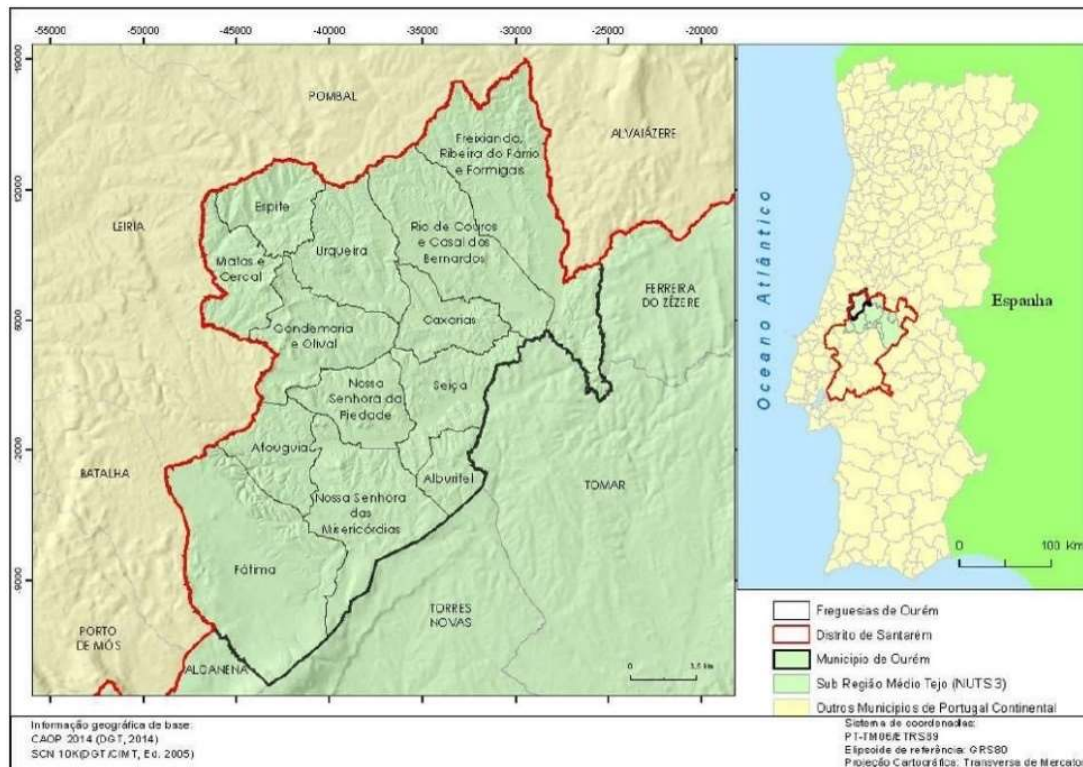 -55000
-50000
-45000
-40000
-35000
-30000
-25000
-20000
POMBAL
ALVAIÁZERE
Freixianda,
Ribeira do Fárrio
e Formigais
LEIRIA
Espite
Urqueira
Rio de Couros
e Casal dos
Bernardos
Matas e
Cercal
FERREIRA
DO ZÊZERE
Gondemaria
e Olival
Caxarias
Nossa
Senhora da
Piedade
Seiça
Atouguia
Alburitel
BATALHA
TOMAR
Nossa Senhora
das
Misericórdias
Fátima
TORRES
NOVAS
PORTO
DE MÓS
ALCANENA
Oceano Atlântico
Espanha
0 100 Km
Freguesias de Ourém
Distrito de Santarém
Município de Ourém
Sub Região Médio Tejo (NUTS 3)
Outros Municípios de Portugal Continental
Informação geográfica de base:
CAOP 2014 (DGT, 2014)
SCN 10K(DGT/CIMT, Ed. 2005)
Sistema de coordenadas:
PT-TM06/ETRS89
Elipsoide de referência: GRS80
Projeção Cartográfica: Transversa de Mercator